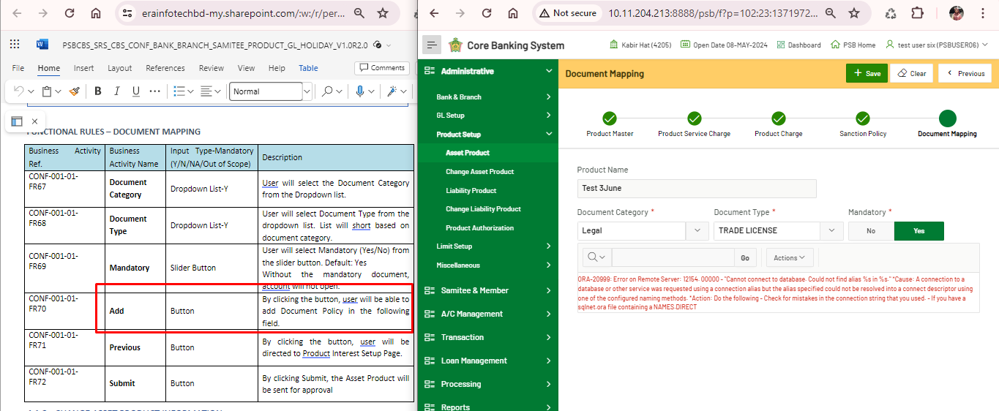 erainfotechbd-my.sharepoint.com/:w:/r/per...
PSBCBS_SRS_CBS_CONF_BANK_BRANCH_SAMITEE_PRODUCT_GL_HOLIDAY_V1.0R2.0
File Home Insert Layout References Review View Help Table Comments
B I U ... Normal
FUNCTIONAL RULES – DOCUMENT MAPPING
Business Activity Ref.
Business Activity Name
Input Type-Mandatory (Y/N/NA/Out of Scope)
Description
CONF-001-01-
FR67
Document
Category
Dropdown List-Y
User will select the Document Category
from the Dropdown list.
CONF-001-01-
FR68
Document
Type
Dropdown List-Y
User will select Document Type from the
dropdown list. List will short based on
document category.
CONF-001-01-
FR69
Mandatory
Slider Button
User will select Mandatory (Yes/No) from
the slider button. Default: Yes
Without the mandatory document,
account will not open.
CONF-001-01-
FR70
Add
Button
By clicking the button, user will be able to
add Document Policy in the following
field.
CONF-001-01-
FR71
Previous
Button
By clicking the button, user will be
directed to Product Interest Setup Page.
CONF-001-01-
FR72
Submit
Button
By clicking Submit, the Asset Product will
be sent for approval
Not secure 10.11.204.213:8888/psb/f?p=102:23:1371972...
Core Banking System
Kabir Hat (4205) Open Date 08-MAY-2024 Dashboard PSB Home test user six (PSBUSER06)
Administrative
Bank & Branch
GL Setup
Product Setup
Asset Product
Change Asset Product
Liability Product
Change Liability Product
Product Authorization
Limit Setup
Miscellaneous
Samitee & Member
A/C Management
Transaction
Loan Management
Processing
Reports
Document Mapping
+ Save Clear Previous
Product Master Product Service Charge Product Charge Sanction Policy Document Mapping
Product Name
Test 3June
Document Category * Document Type * Mandatory *
Legal TRADE LICENSE No Yes
Go Actions
ORA-20999: Error on Remote Server: 12154. 00000 - "Cannot connect to database. Could not find alias %s in %s." *Cause: A connection to a
database or other service was requested using a connection alias but the alias specified could not be resolved into a connect descriptor using
one of the configured naming methods. *Action: Do the following - Check for mistakes in the connection string that you used. - If you have a
sqlnet.ora file containing a NAMES.DIRECT